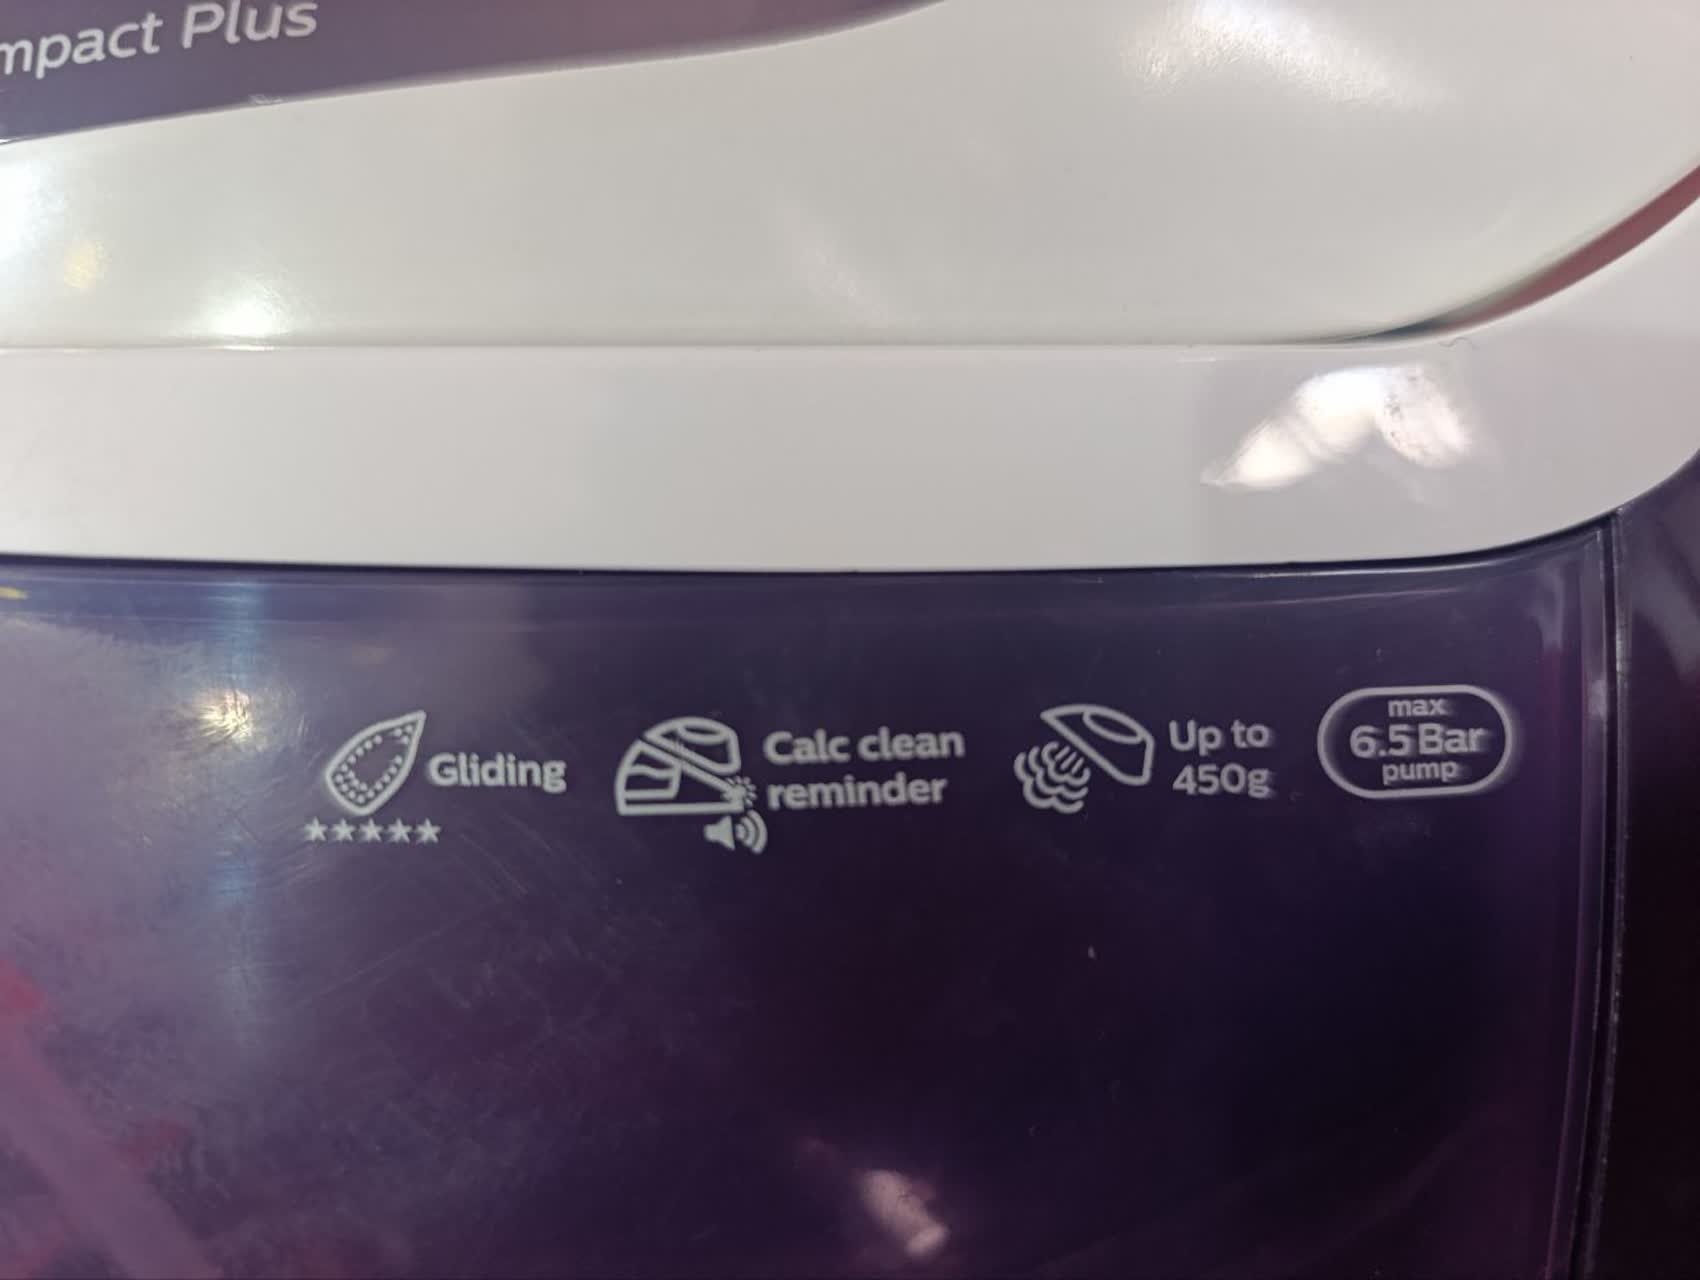 mpact Plus
Gliding
Calc clean
reminder
Up to
450g
max
6.5 Bar
pump